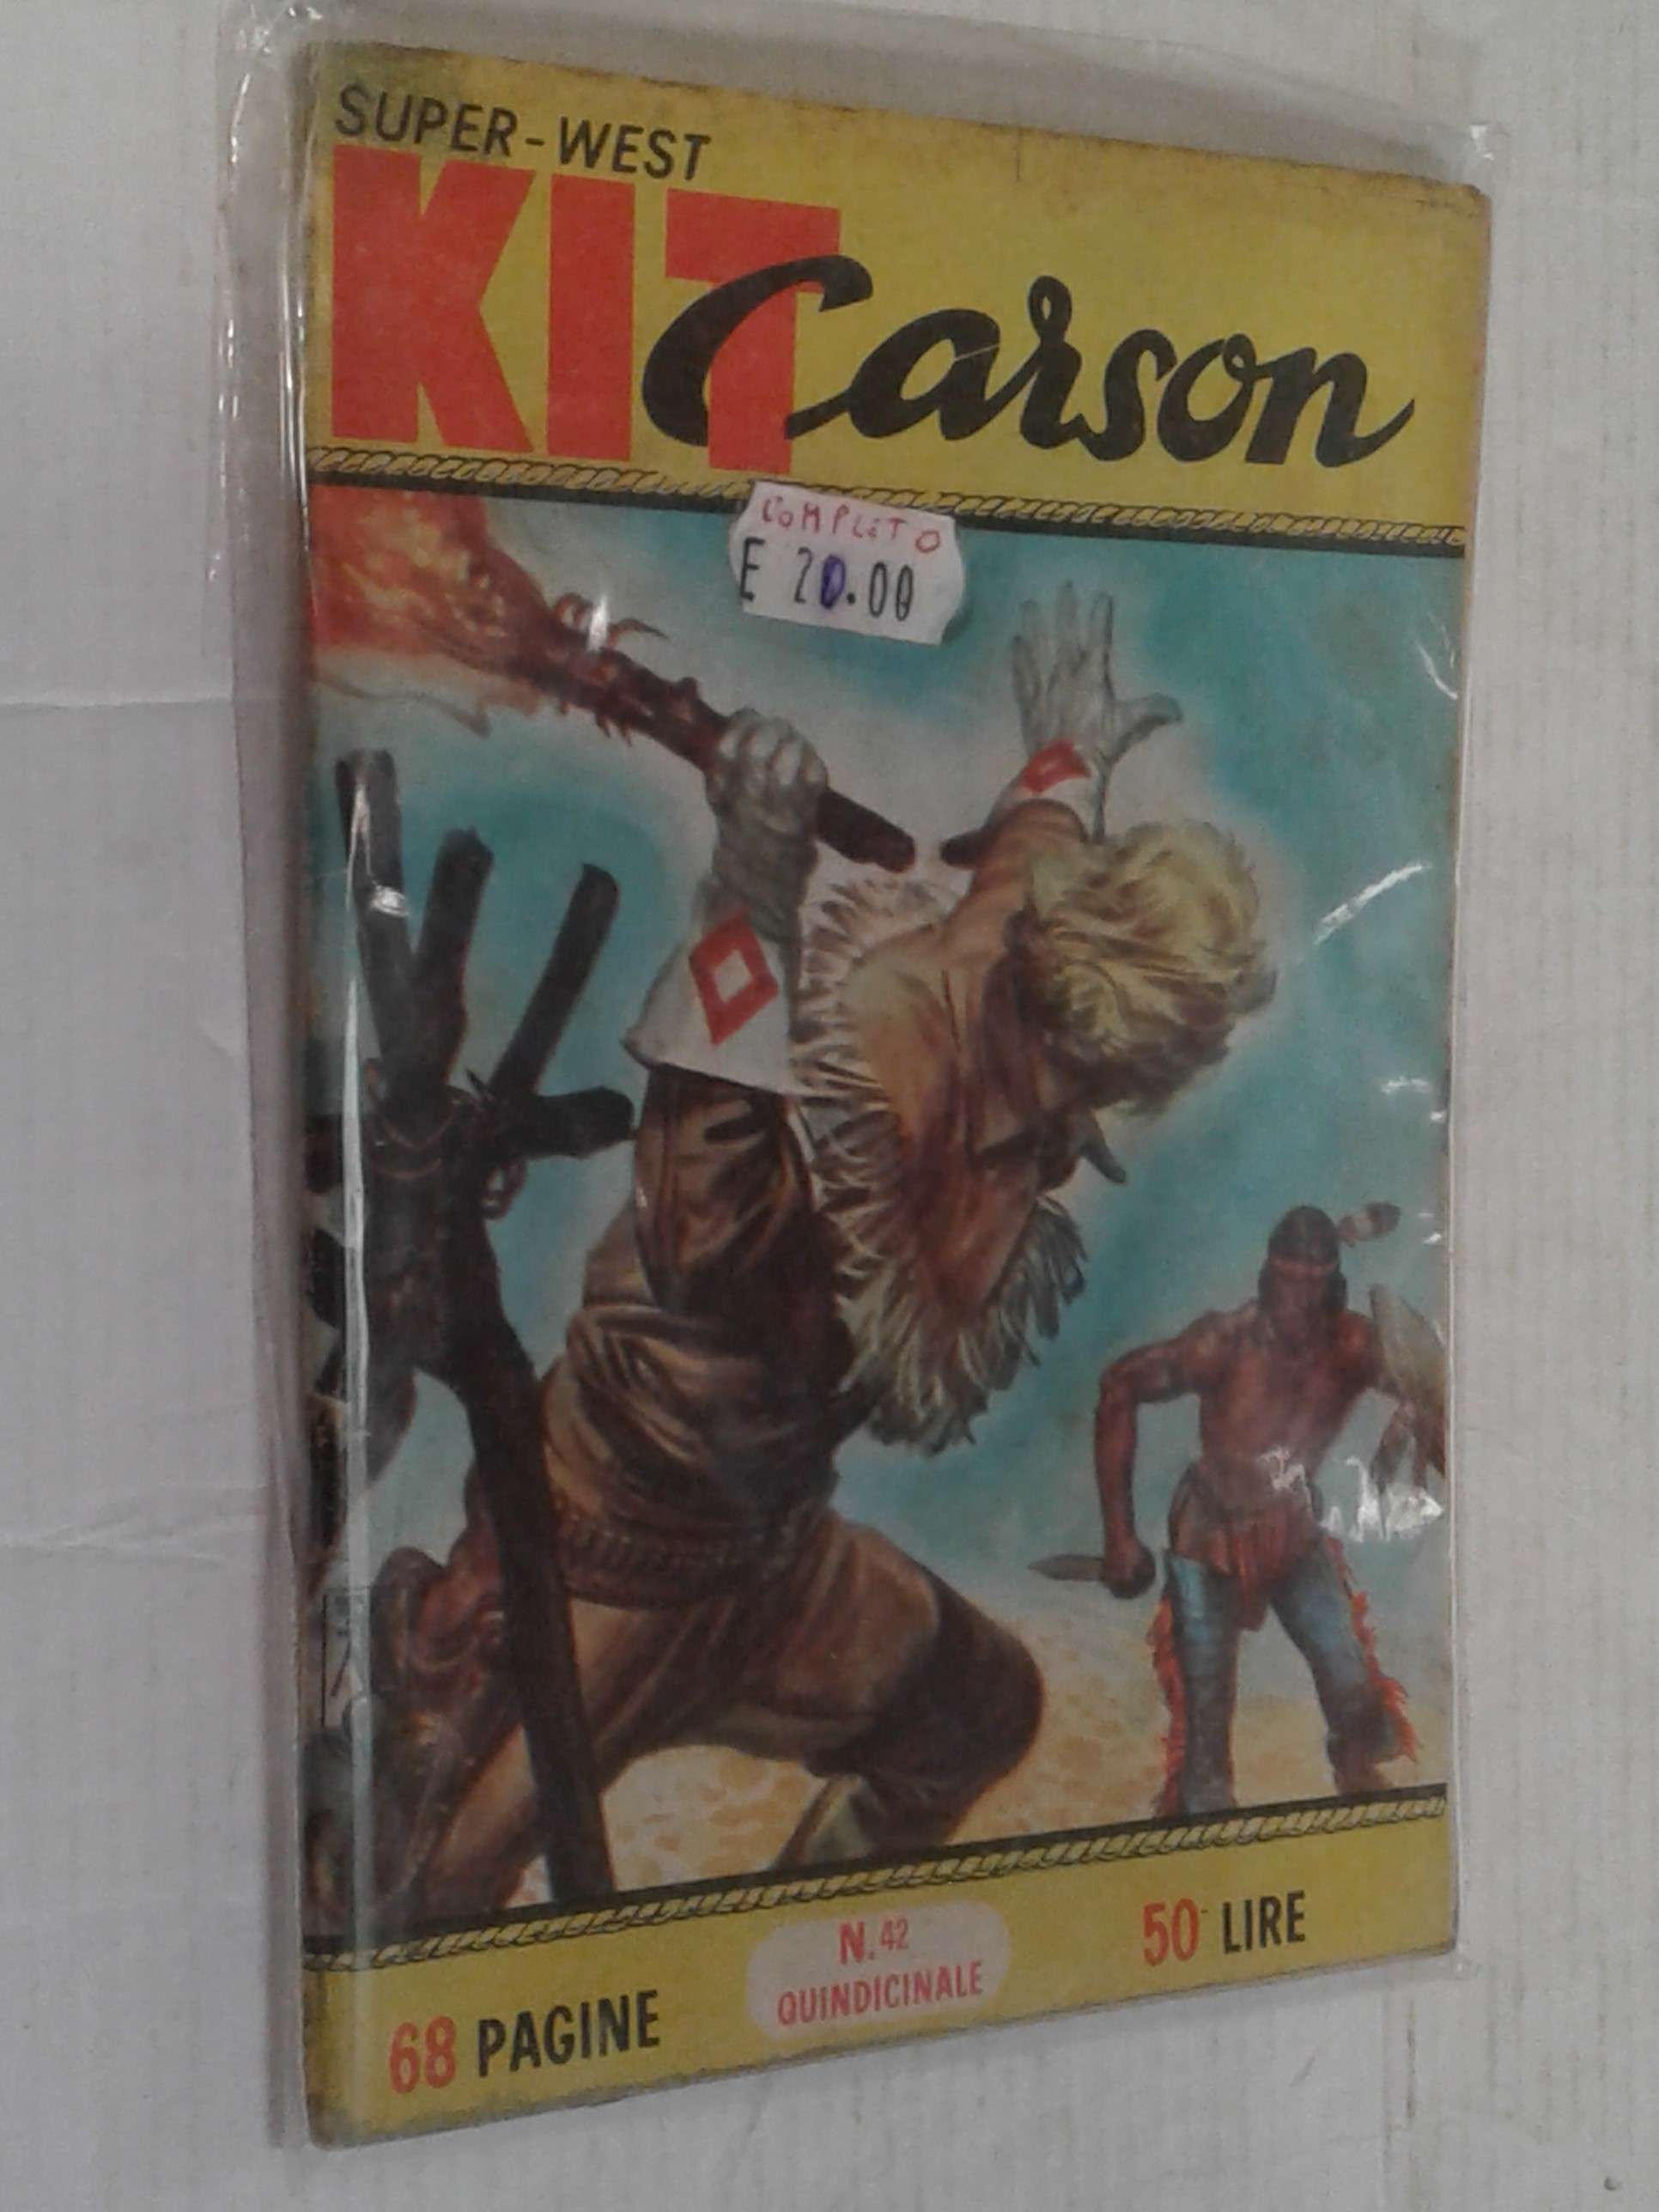 SUPER-WEST
KIT Carson
COMPLETO
E 20.00
N. 42
QUINDICINALE
50 LIRE
68 PAGINE